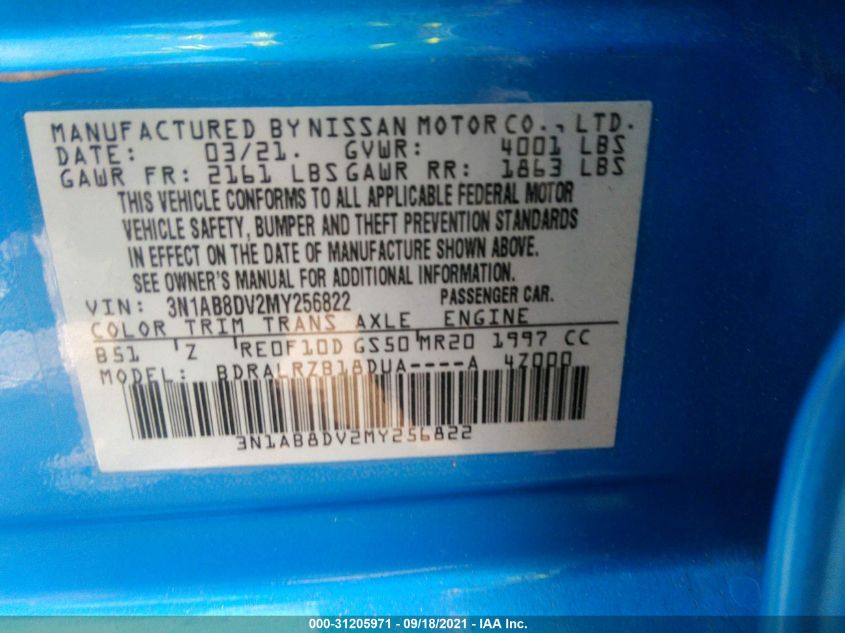 MANUFACTURED BY NISSAN MOTOR CO., LTD.
DATE: 03/21. GVWR: 4001 LBS
GAWR FR: 2161 LBS GAWR RR: 1863 LBS
THIS VEHICLE CONFORMS TO ALL APPLICABLE FEDERAL MOTOR
VEHICLE SAFETY, BUMPER AND THEFT PREVENTION STANDARDS
IN EFFECT ON THE DATE OF MANUFACTURE SHOWN ABOVE.
SEE OWNER'S MANUAL FOR ADDITIONAL INFORMATION.
VIN: 3N1AB8DV2MY256822 PASSENGER CAR.
COLOR TRIM TRANS AXLE ENGINE
B51 Z RE0F10D GS50 MR20 1997 CC
MODEL: BDRALRZB18DUA----A 4Z000
3N1AB8DV2MY256822
000-31205971 - 09/18/2021 - IAA Inc.